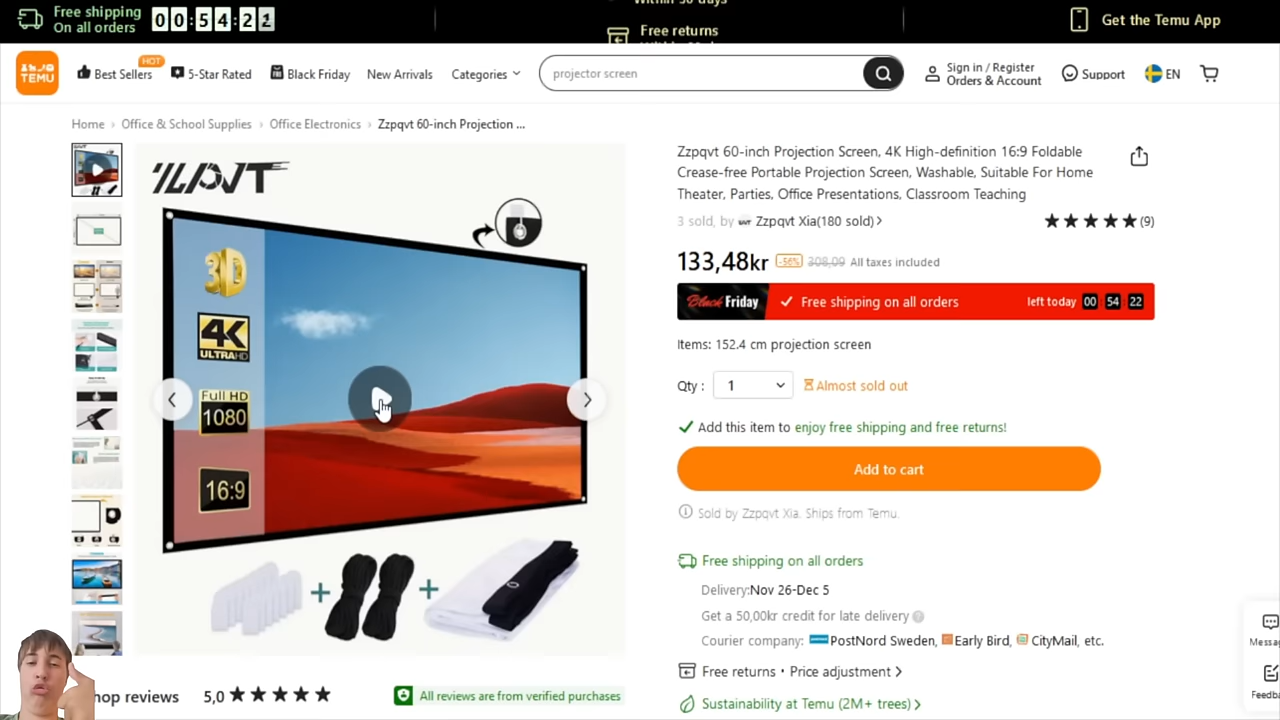 Free shipping
On all orders
00:54:21
Free returns
Get the Temu App
TEMU
Best Sellers
HOT
5-Star Rated
Black Friday
New Arrivals
Categories
projector screen
Sign in / Register
Orders & Account
Support
EN
Home › Office & School Supplies › Office Electronics › Zzpqvt 60-inch Projection ...
3D
4K
ULTRA HD
Full HD
1080
16:9
Zzpqvt 60-inch Projection Screen, 4K High-definition 16:9 Foldable
Crease-free Portable Projection Screen, Washable, Suitable For Home
Theater, Parties, Office Presentations, Classroom Teaching
3 sold, by Zzpqvt Xia(180 sold)
(9)
133,48kr -56% 308,09 All taxes included
Black Friday Free shipping on all orders left today 00 54 22
Items: 152.4 cm projection screen
Qty : 1 Almost sold out
Add this item to enjoy free shipping and free returns!
Add to cart
Sold by Zzpqvt Xia. Ships from Temu.
Free shipping on all orders
Delivery:Nov 26-Dec 5
Get a 50,00kr credit for late delivery
Courier company: PostNord Sweden, Early Bird, CityMail, etc.
Free returns • Price adjustment
Sustainability at Temu (2M+ trees)
hop reviews 5,0
All reviews are from verified purchases
Messa
Feedb